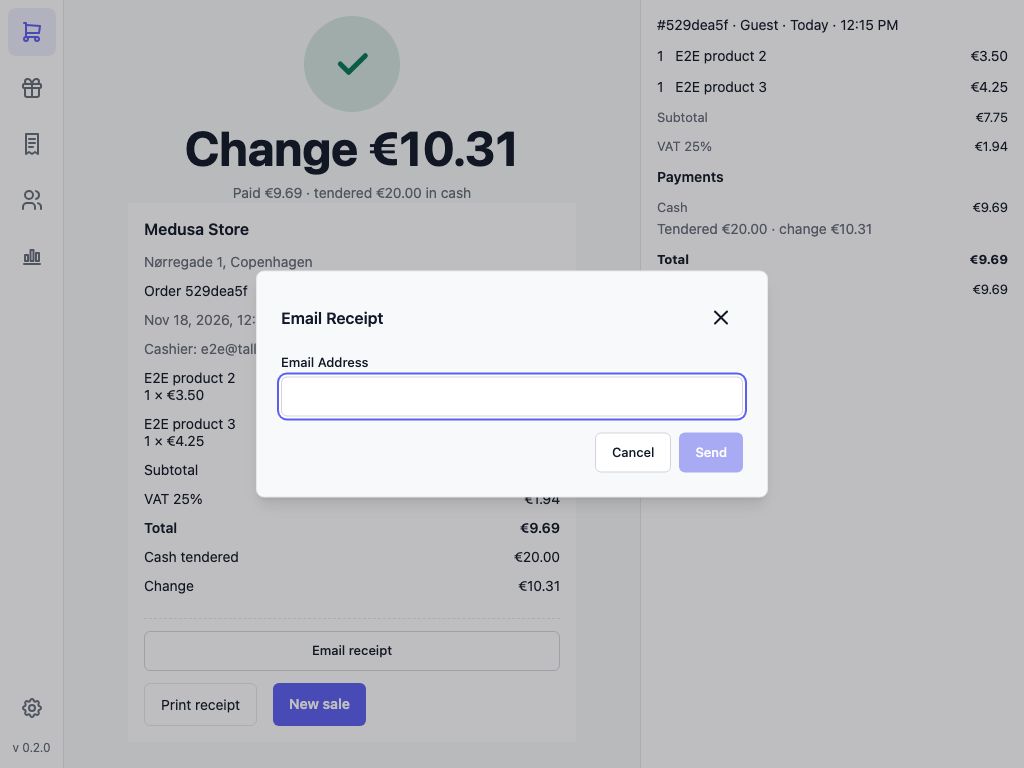 Change €10.31
Paid €9.69 · tendered €20.00 in cash
Medusa Store
Nørregade 1, Copenhagen
Order 529dea5f
Nov 18, 2026, 12:
Cashier: e2e@tall
E2E product 2
1 × €3.50
E2E product 3
1 × €4.25
Subtotal
VAT 25% €1.94
Total €9.69
Cash tendered €20.00
Change €10.31
Email receipt
Print receipt New sale
v 0.2.0
Email Receipt
Email Address
Cancel Send
#529dea5f · Guest · Today · 12:15 PM
1 E2E product 2 €3.50
1 E2E product 3 €4.25
Subtotal €7.75
VAT 25% €1.94
Payments
Cash €9.69
Tendered €20.00 · change €10.31
Total €9.69
€9.69